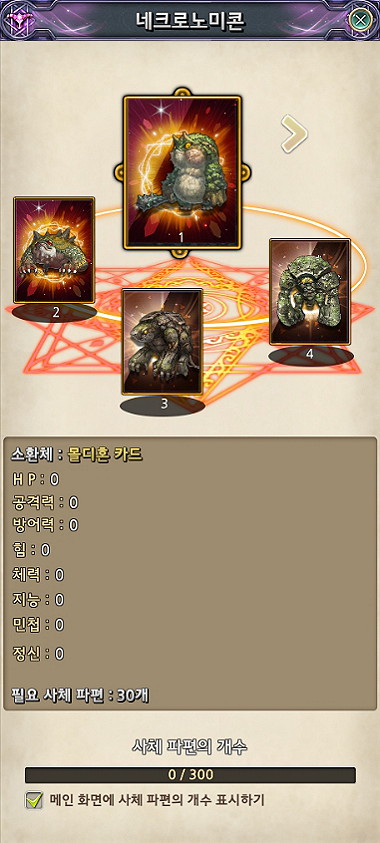 네크로노미콘
1
2
4
3
소환체 : 몰디혼 카드
H P : 0
공격력 : 0
방어력 : 0
힘 : 0
체력 : 0
지능 : 0
민첩 : 0
정신 : 0
필요 사체 파편 : 30개
사체 파편의 개수
0 / 300
메인 화면에 사체 파편의 개수 표시하기